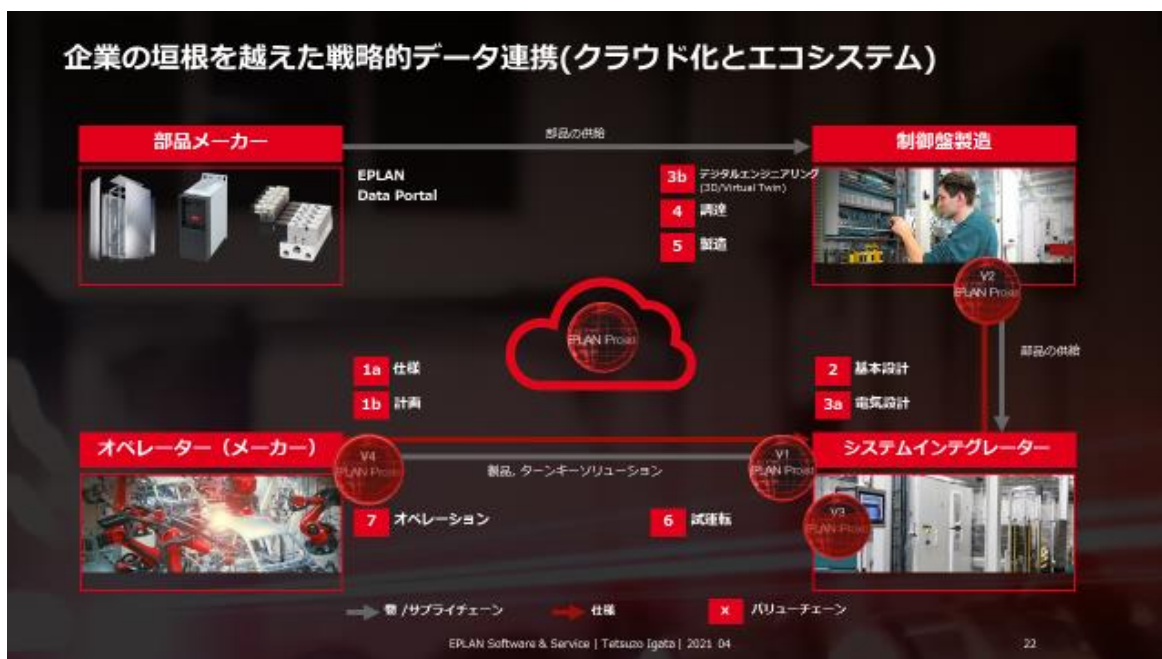 企業の垣根を越えた戦略的データ連携(クラウド化とエコシステム)
部品メーカー
部品の供給
制御盤製造
EPLAN
Data Portal
3b デジタルエンジニアリング
(3D/Virtual Twin)
4 調達
5 製造
V2
EPLAN Project
EPLAN Project
部品の供給
1a 仕様
1b 計画
2 基本設計
3a 電気設計
オペレーター（メーカー）
システムインテグレーター
V4
V1
製品, ターンキーソリューション
7 オペレーション
6 試運転
V3
/サプライチェーン
仕様
x バリューチェーン
EPLAN Software & Service | Tetsuzo Igata | 2021 04
22